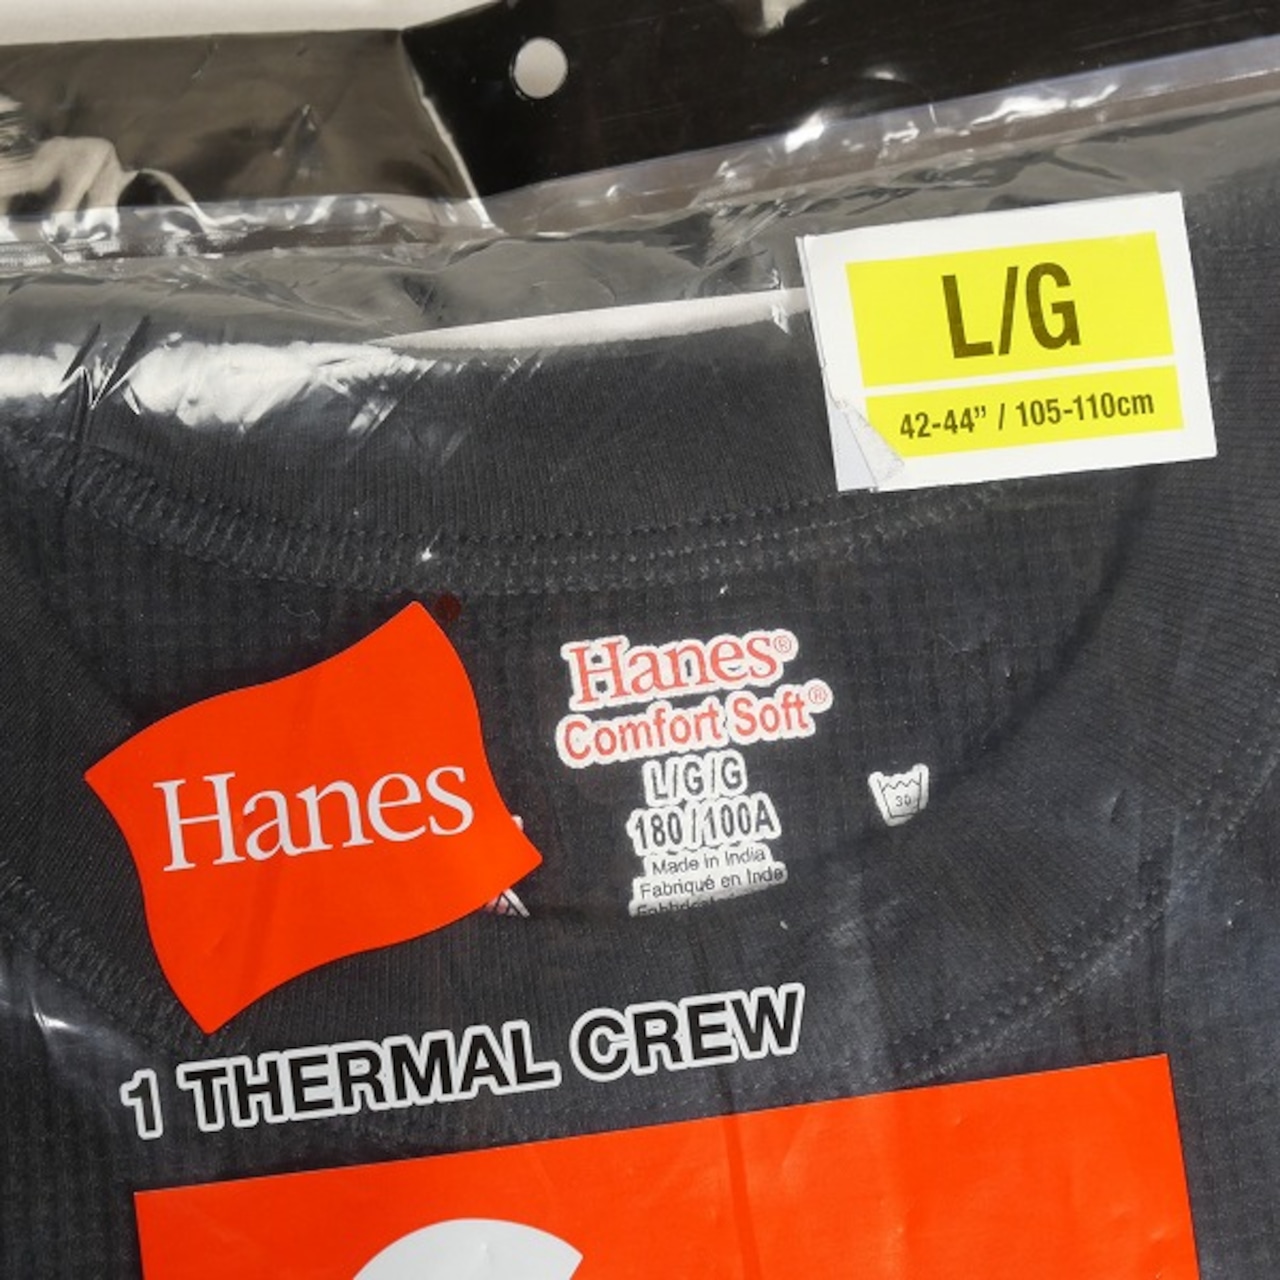 L/G
42-44” / 105-110cm
Hanes
Hanes®
Comfort Soft®
L/G/G
180/100A
Made in India
Fabriqué en Inde
30
1 THERMAL CREW